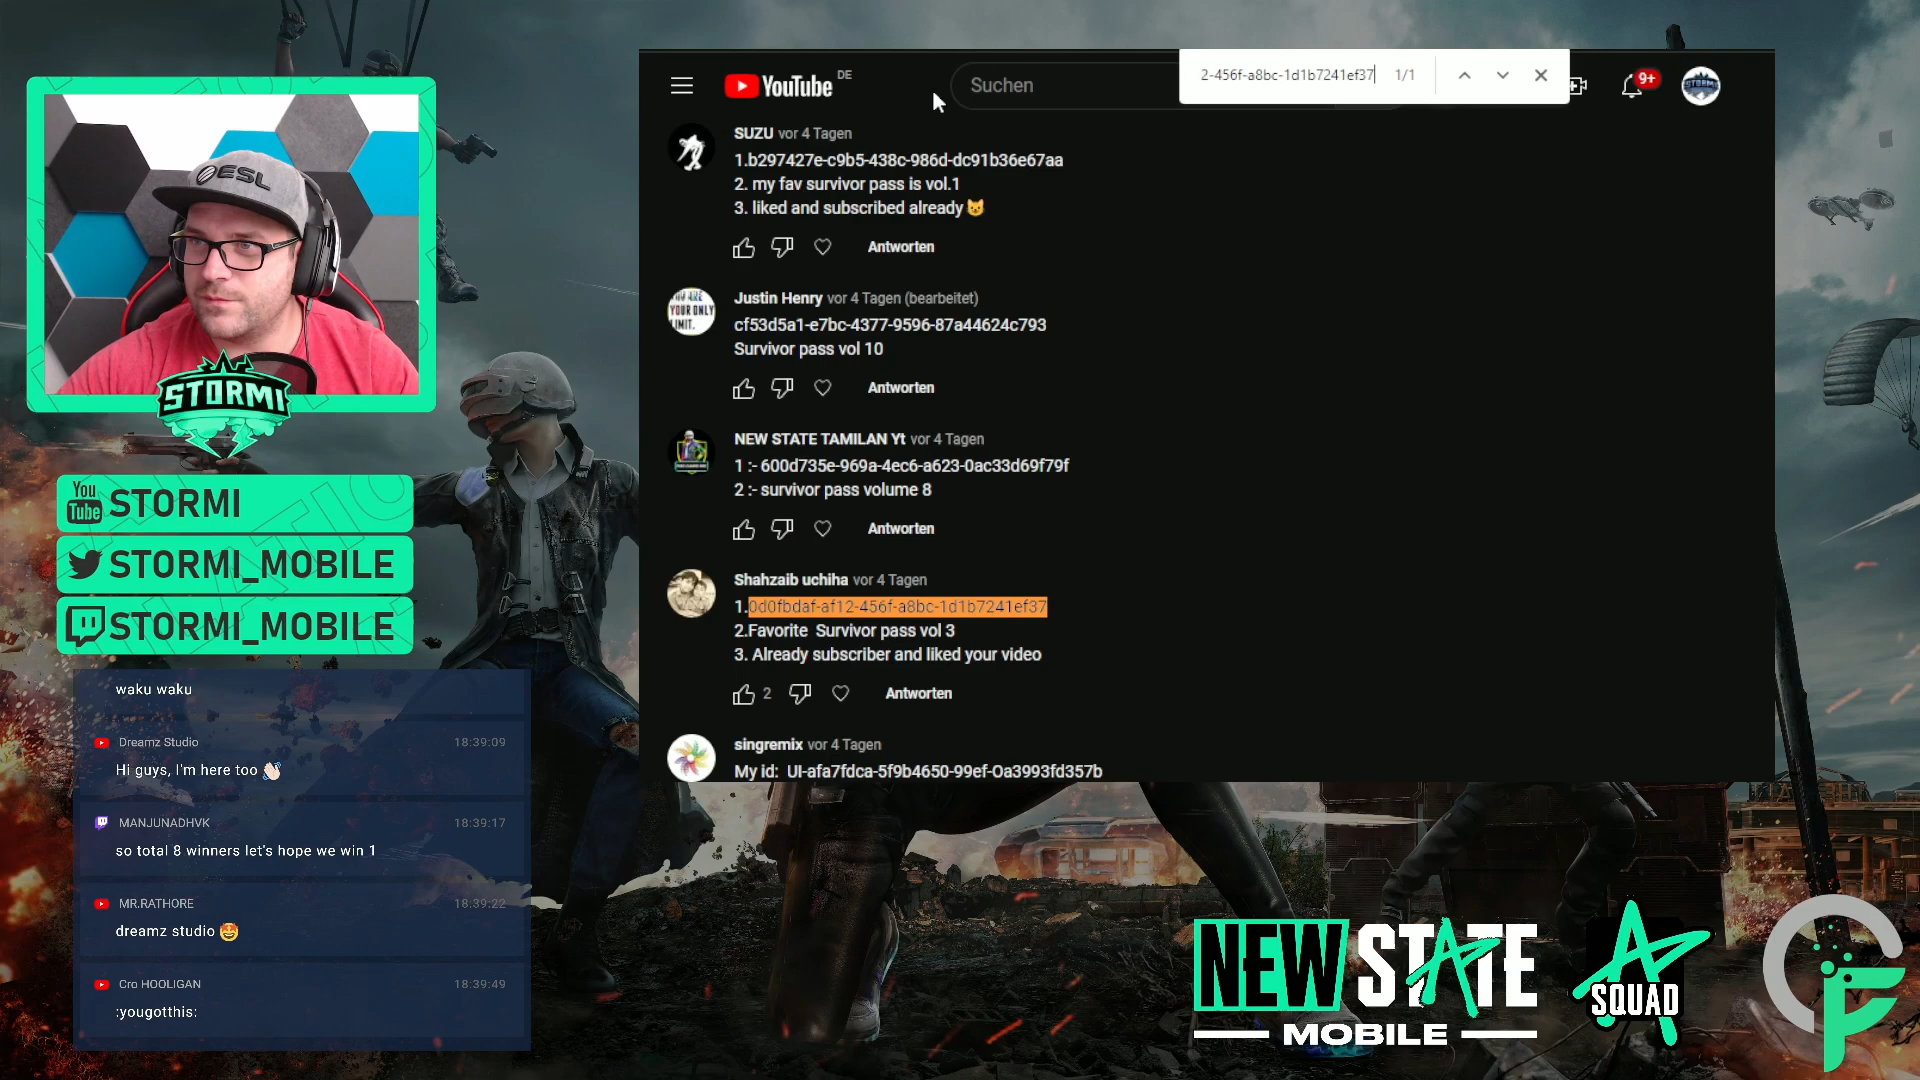 ESL
STORMI
You
Tube
STORMI
STORMI_MOBILE
STORMI_MOBILE
waku waku
Dreamz Studio 18:39:09
Hi guys, I'm here too 👋🏻
MANJUNADHVK 18:39:17
so total 8 winners let's hope we win 1
MR.RATHORE 18:39:22
dreamz studio 🤩
Cro HOOLIGAN 18:39:49
:yougotthis:
YouTube DE
Suchen
2-456f-a8bc-1d1b7241ef37 1/1
9+
STORMI
SUZU vor 4 Tagen
1.b297427e-c9b5-438c-986d-dc91b36e67aa
2. my fav survivor pass is vol.1
3. liked and subscribed already😼
Antworten
YOUR ONLY
LIMIT.
Justin Henry vor 4 Tagen (bearbeitet)
cf53d5a1-e7bc-4377-9596-87a44624c793
Survivor pass vol 10
Antworten
NEW STATE TAMILAN Yt vor 4 Tagen
1 :- 600d735e-969a-4ec6-a623-0ac33d69f79f
2 :- survivor pass volume 8
Antworten
Shahzaib uchiha vor 4 Tagen
1.0d0fbdaf-af12-456f-a8bc-1d1b7241ef37
2.Favorite Survivor pass vol 3
3. Already subscriber and liked your video
2 Antworten
singremix vor 4 Tagen
My id: UI-afa7fdca-5f9b4650-99ef-0a3993fd357b
NEW STATE
MOBILE
SQUAD